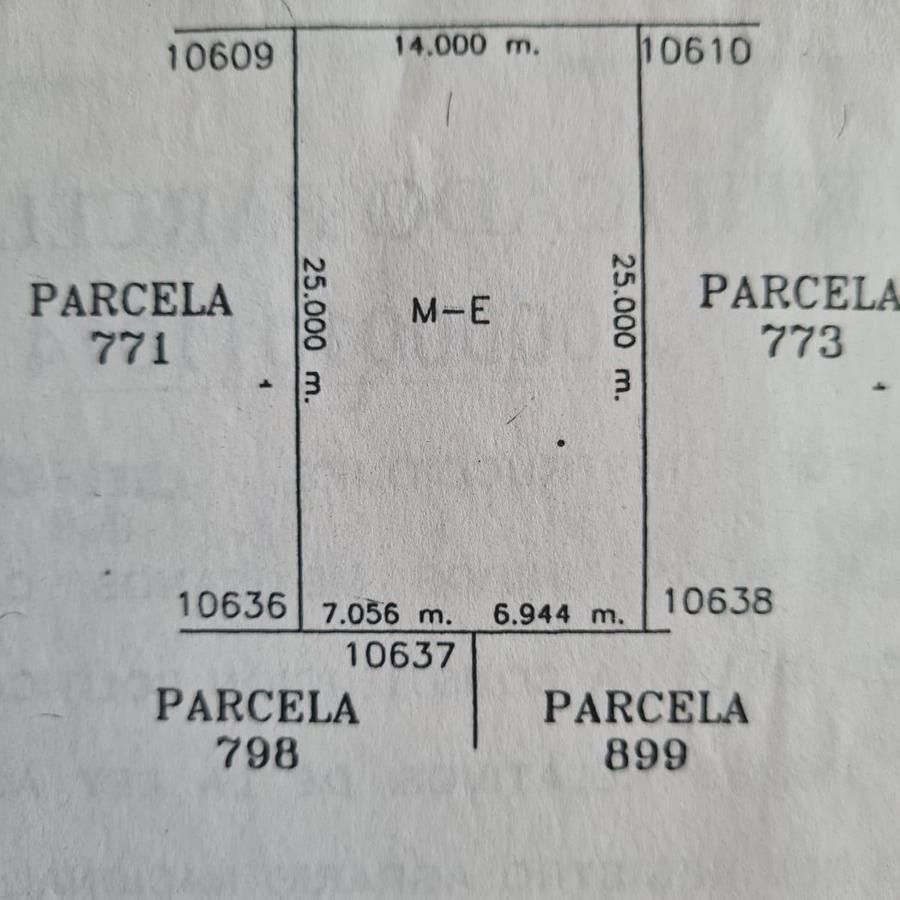 10609
14.000 m.
10610
25.000 m.
25.000 m.
PARCELA
771
M-E
PARCELA
773
10636
7.056 m.
6.944 m.
10638
10637
PARCELA
798
PARCELA
899